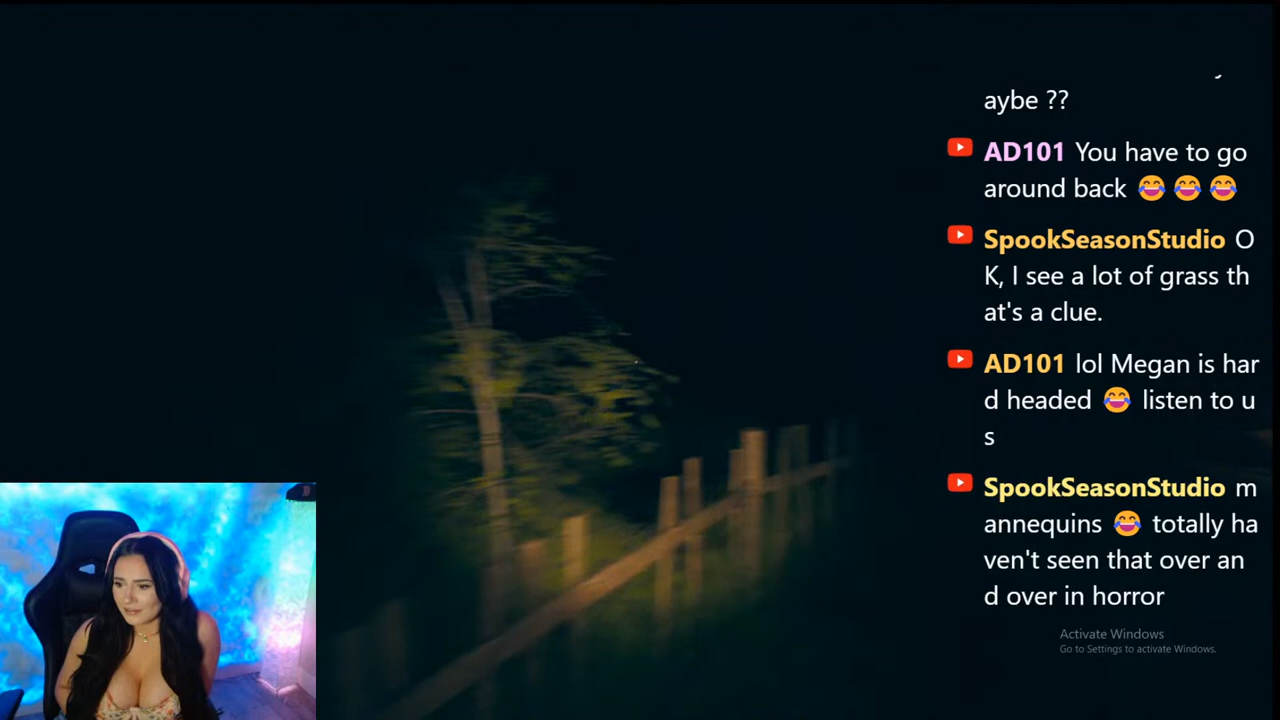 aybe ??
AD101 You have to go
around back 😂 😂 😂
SpookSeasonStudio O
K, I see a lot of grass th
at's a clue.
AD101 lol Megan is har
d headed 😂 listen to u
s
SpookSeasonStudio m
annequins 😂 totally ha
ven't seen that over an
d over in horror
Activate Windows
Go to Settings to activate Windows.